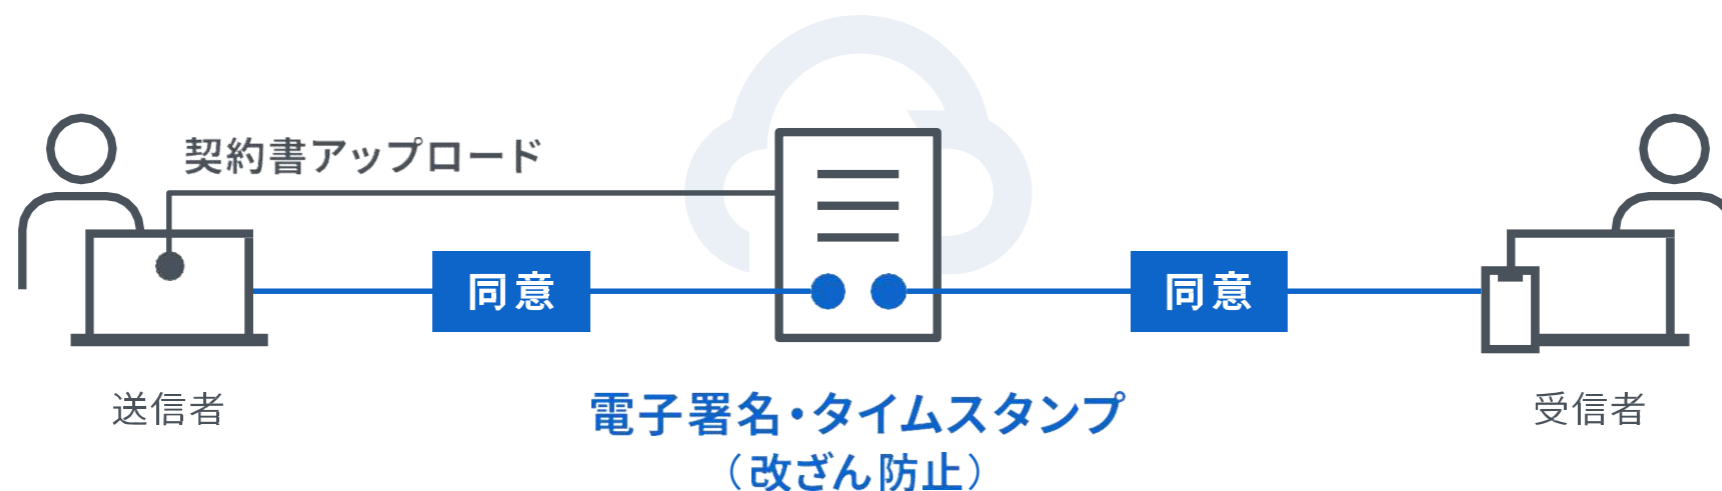 契約書アップロード
同意
同意
送信者
電子署名・タイムスタンプ
（改ざん防止）
受信者